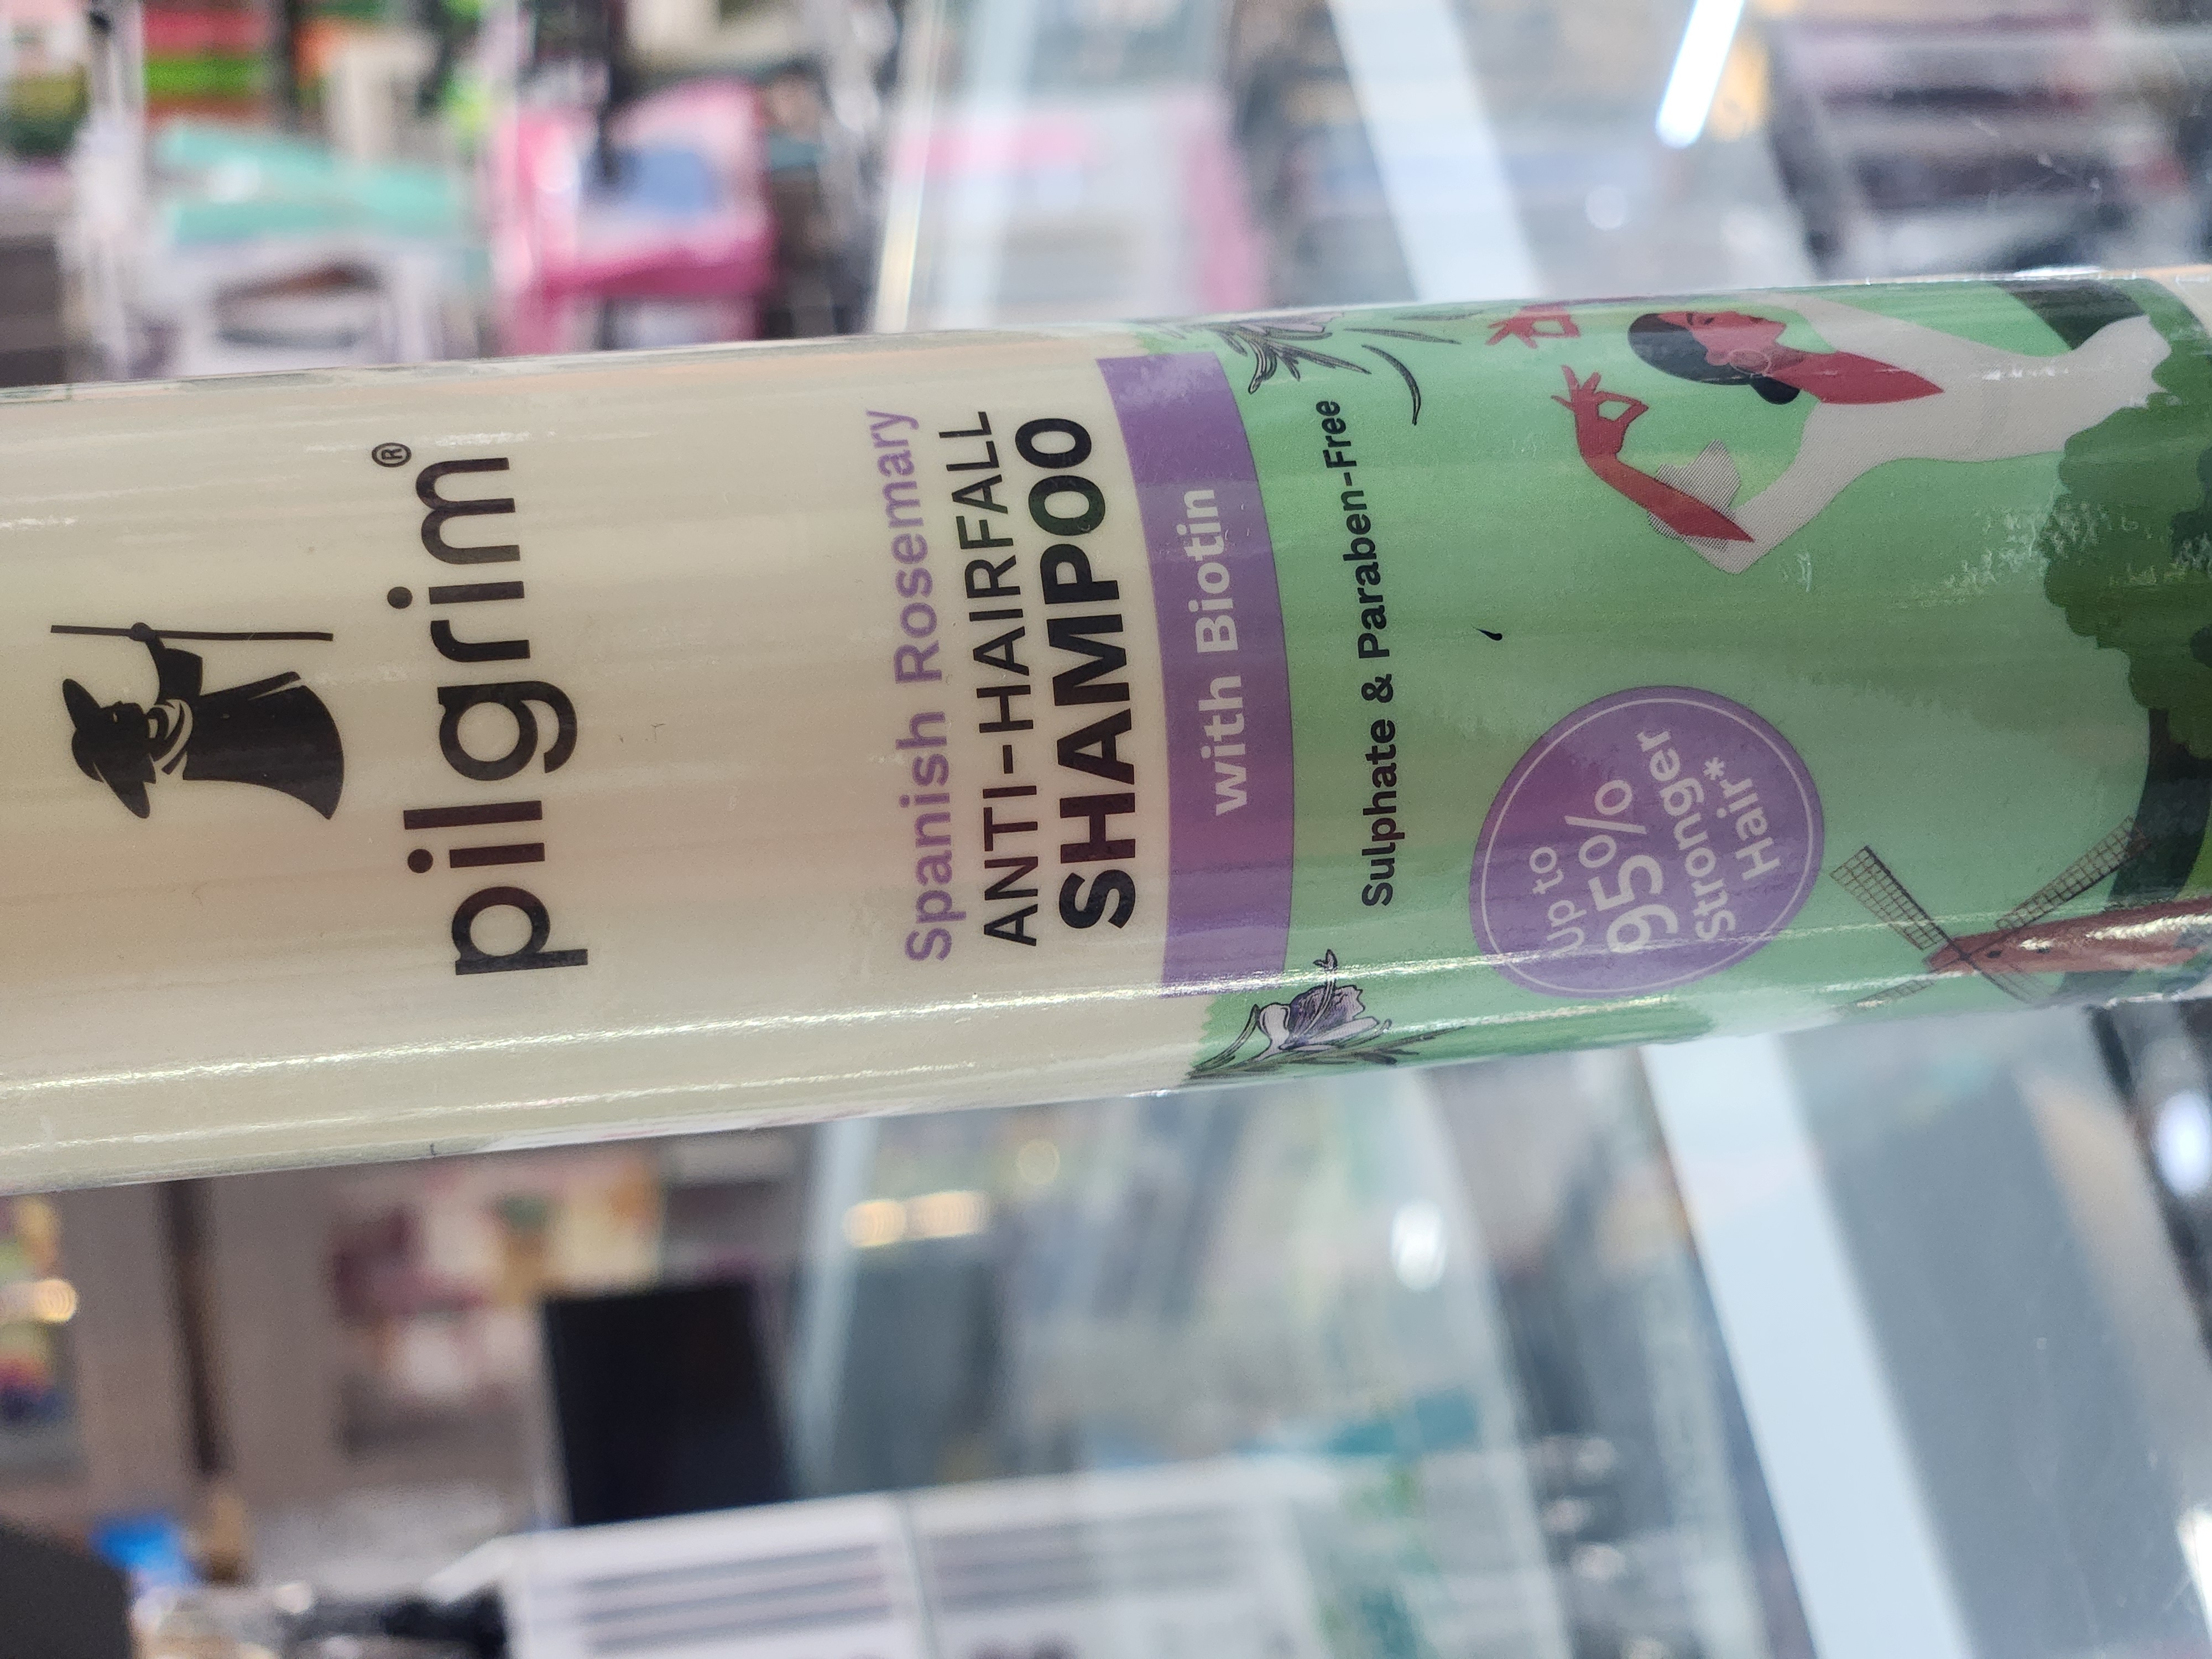 pilgrim®
Spanish Rosemary
ANTI-HAIRFALL
SHAMPOO
with Biotin
Sulphate & Paraben-Free
up to
95%
Stronger
Hair*